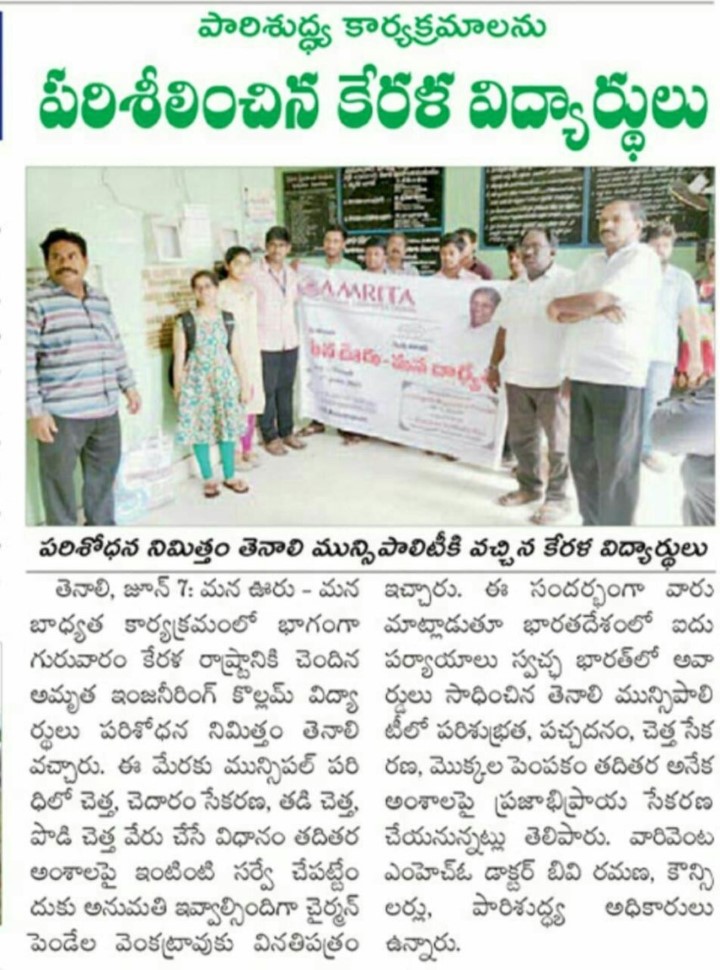 పారిశుద్ధ్య కార్యక్రమాలను
పరిశీలించిన కేరళ విద్యార్థులు
AMRITA
మన ఊరు - మన బాధ్యత
పరిశోధన నిమిత్తం తెనాలి మున్సిపాలిటీకి వచ్చిన కేరళ విద్యార్థులు
తెనాలి, జూన్ 7: మన ఊరు - మన
బాధ్యత కార్యక్రమంలో భాగంగా
గురువారం కేరళ రాష్ట్రానికి చెందిన
అమృత ఇంజనీరింగ్ కొల్లమ్ విద్యా
ర్థులు పరిశోధన నిమిత్తం తెనాలి
వచ్చారు. ఈ మేరకు మున్సిపల్ పరి
ధిలో చెత్త, చెదారం సేకరణ, తడి చెత్త,
పొడి చెత్త వేరు చేసే విధానం తదితర
అంశాలపై ఇంటింటి సర్వే చేపట్టేం
దుకు అనుమతి ఇవ్వాల్సిందిగా చైర్మన్
పెండేల వెంకట్రావుకు వినతిపత్రం
ఇచ్చారు. ఈ సందర్భంగా వారు
మాట్లాడుతూ భారతదేశంలో ఐదు
పర్యాయాలు స్వచ్ఛ భారత్‌లో అవా
ర్డులు సాధించిన తెనాలి మున్సిపాలి
టీలో పరిశుభ్రత, పచ్చదనం, చెత్త సేక
రణ, మొక్కల పెంపకం తదితర అనేక
అంశాలపై ప్రజాభిప్రాయ సేకరణ
చేయనున్నట్లు తెలిపారు. వారివెంట
ఎంహెచ్ఓ డాక్టర్ బివి రమణ, కౌన్సి
లర్లు, పారిశుద్ధ్య అధికారులు
ఉన్నారు.